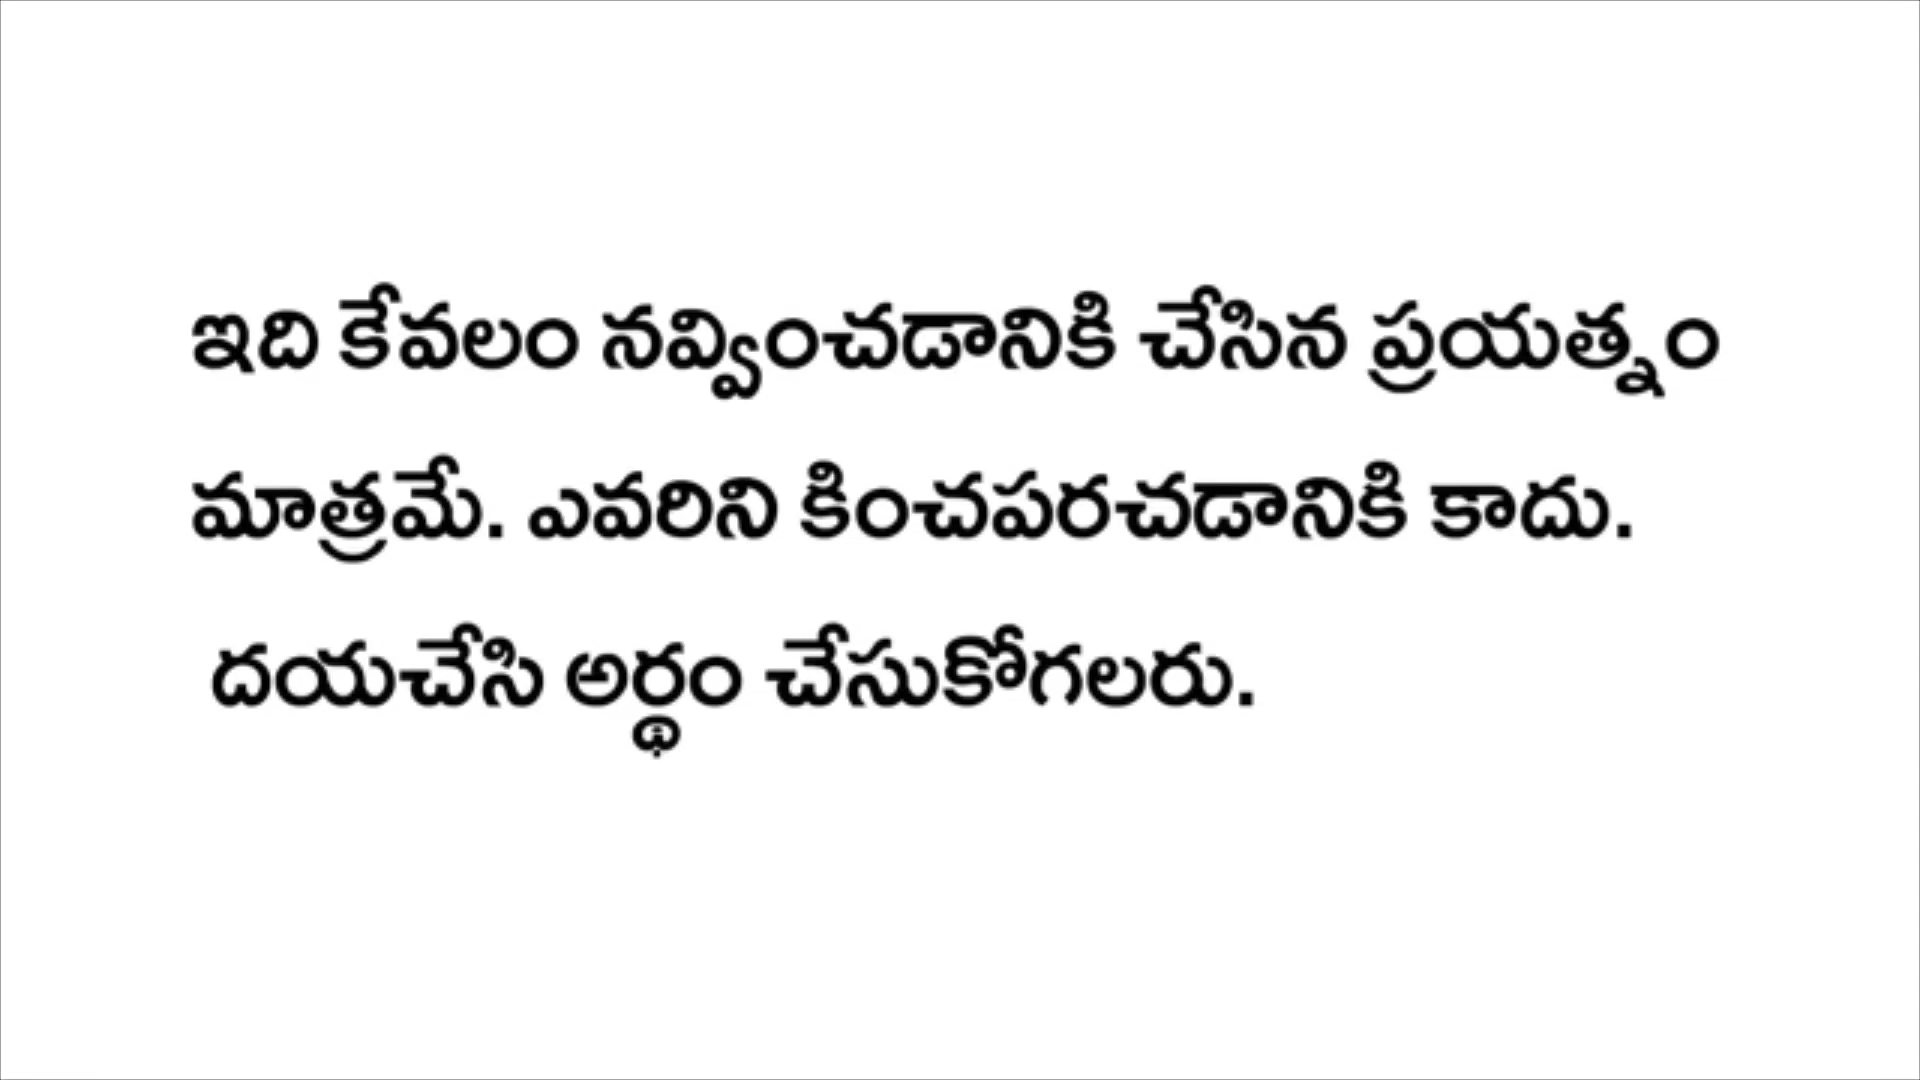 ఇది కేవలం నవ్వించడానికి చేసిన ప్రయత్నం
మాత్రమే. ఎవరిని కించపరచడానికి కాదు.
దయచేసి అర్థం చేసుకోగలరు.